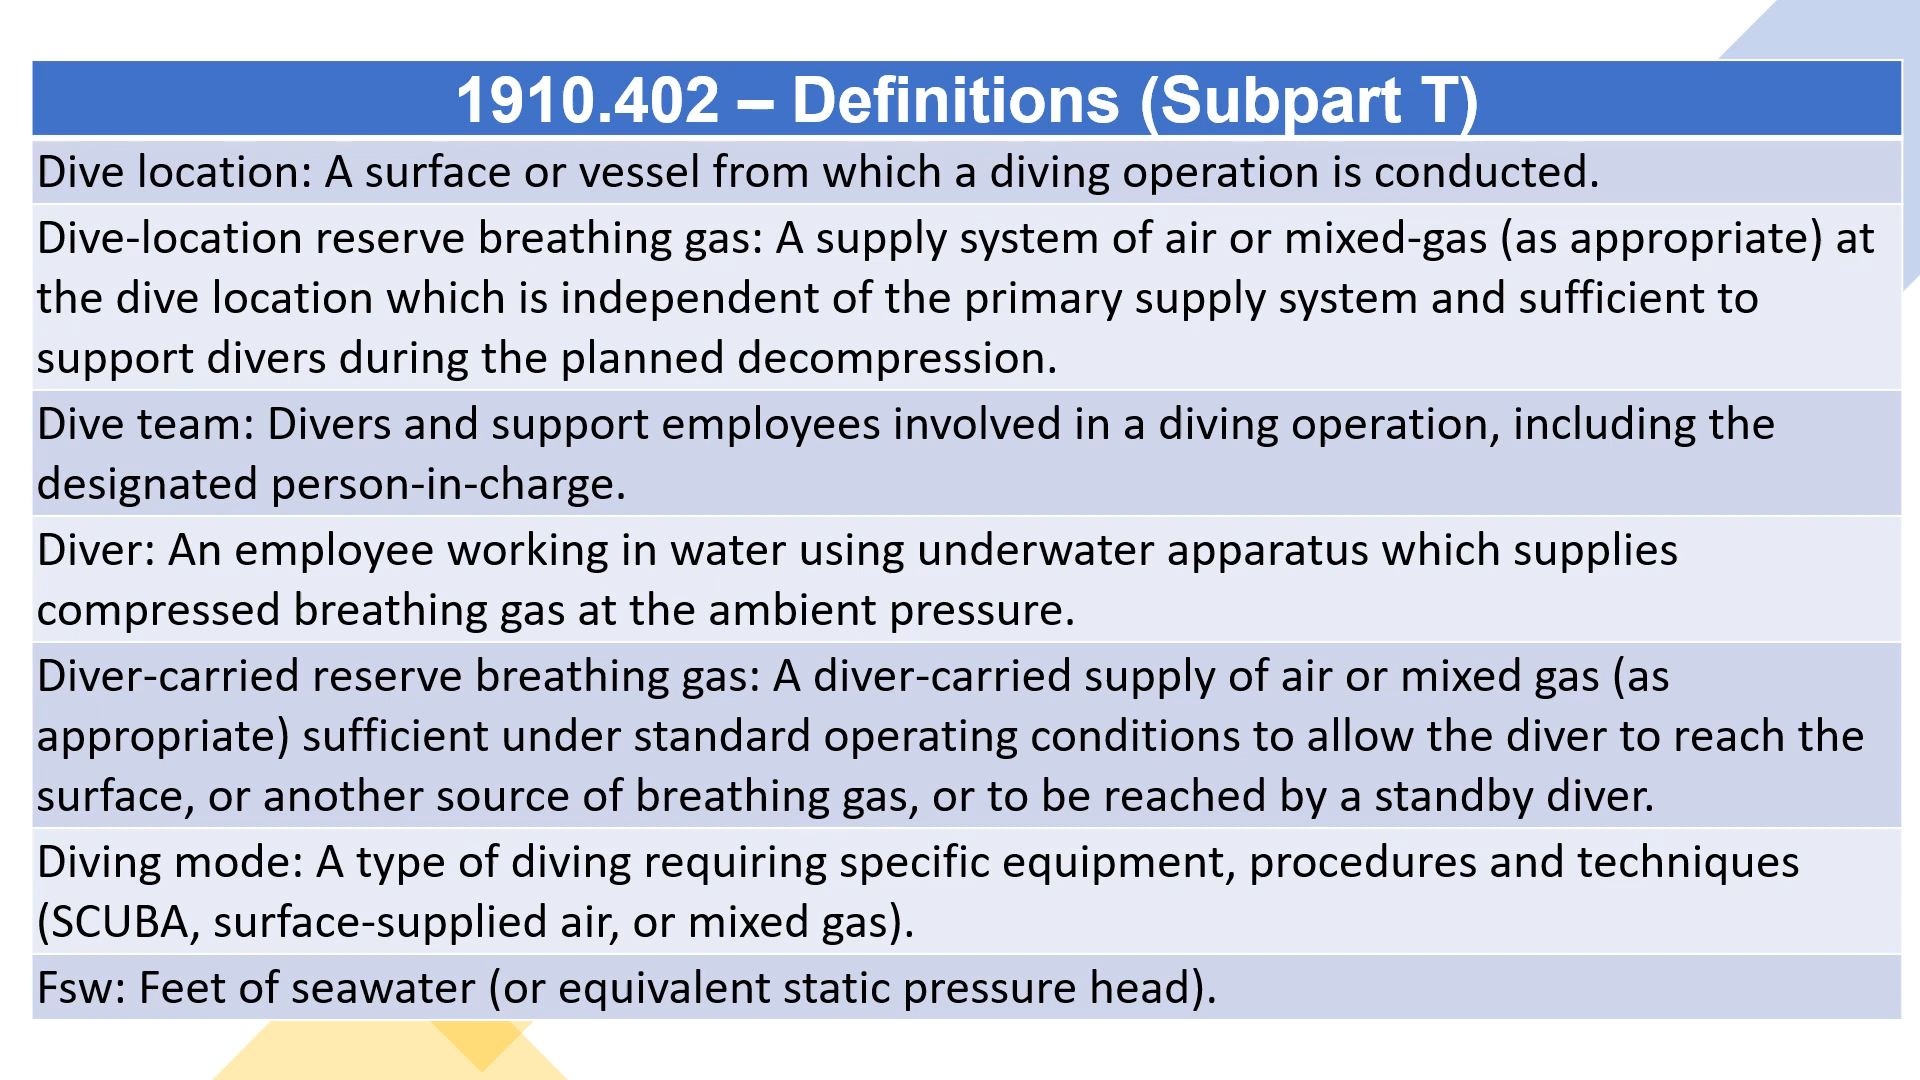 1910.402 – Definitions (Subpart T)
Dive location: A surface or vessel from which a diving operation is conducted.
Dive-location reserve breathing gas: A supply system of air or mixed-gas (as appropriate) at
the dive location which is independent of the primary supply system and sufficient to
support divers during the planned decompression.
Dive team: Divers and support employees involved in a diving operation, including the
designated person-in-charge.
Diver: An employee working in water using underwater apparatus which supplies
compressed breathing gas at the ambient pressure.
Diver-carried reserve breathing gas: A diver-carried supply of air or mixed gas (as
appropriate) sufficient under standard operating conditions to allow the diver to reach the
surface, or another source of breathing gas, or to be reached by a standby diver.
Diving mode: A type of diving requiring specific equipment, procedures and techniques
(SCUBA, surface-supplied air, or mixed gas).
Fsw: Feet of seawater (or equivalent static pressure head).